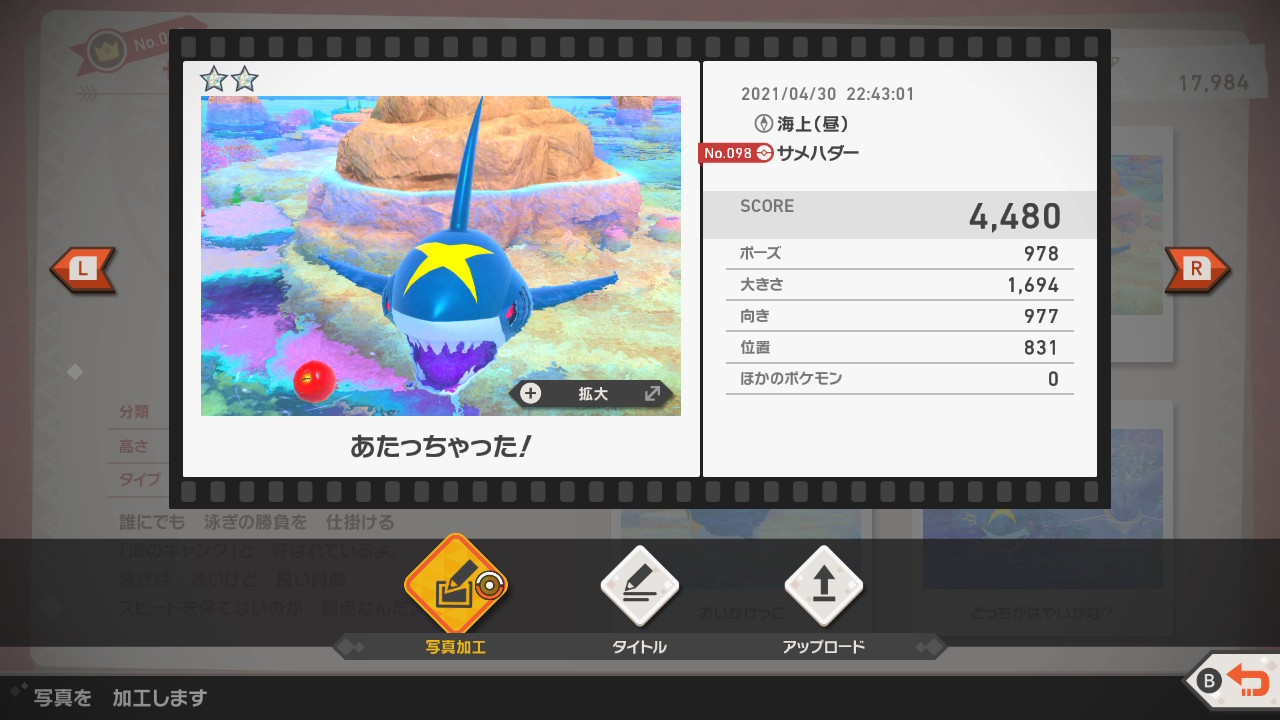 No.0
17,984
2021/04/30 22:43:01
海上(昼)
No.098 サメハダー
SCORE 4,480
ポーズ 978
大きさ 1,694
向き 977
位置 831
ほかのポケモン 0
L
R
拡大
あたっちゃった!
分類
高さ
タイプ
誰にでも 泳ぎの勝負を 仕掛ける
「海のギャング」と 呼ばれているよ。
泳ぎは 速いけど 長い時間
スピードを保てないのが 弱点なんだ
おいかけっこ
どっちがはやいかな?
写真加工
タイトル
アップロード
写真を 加工します
B